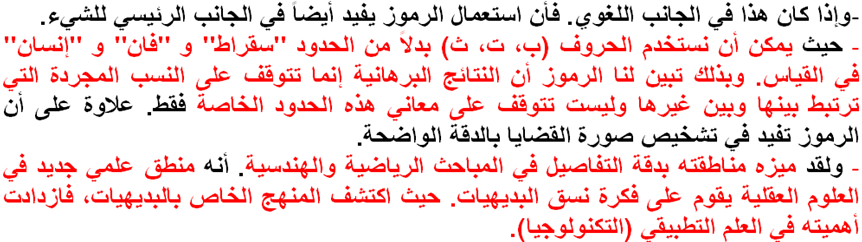 -وإذا كان هذا في الجانب اللغوي. فأن استعمال الرموز يفيد أيضاً في الجانب الرئيسي للشيء.
- حيث يمكن أن نستخدم الحروف (ب، ت، ث) بدلاً من الحدود "سقراط" و "فان" و "إنسان"
في القياس. وبذلك تبين لنا الرموز أن النتائج البرهانية إنما تتوقف على النسب المجردة التي
ترتبط بينها وبين غيرها وليست تتوقف على معاني هذه الحدود الخاصة فقط. علاوة على أن
الرموز تفيد في تشخيص صورة القضايا بالدقة الواضحة.
- ولقد ميزه مناطقته بدقة التفاصيل في المباحث الرياضية والهندسية. أنه منطق علمي جديد في
العلوم العقلية يقوم على فكرة نسق البديهيات. حيث اكتشف المنهج الخاص بالبديهيات، فازدادت
أهميته في العلم التطبيقي (التكنولوجيا).